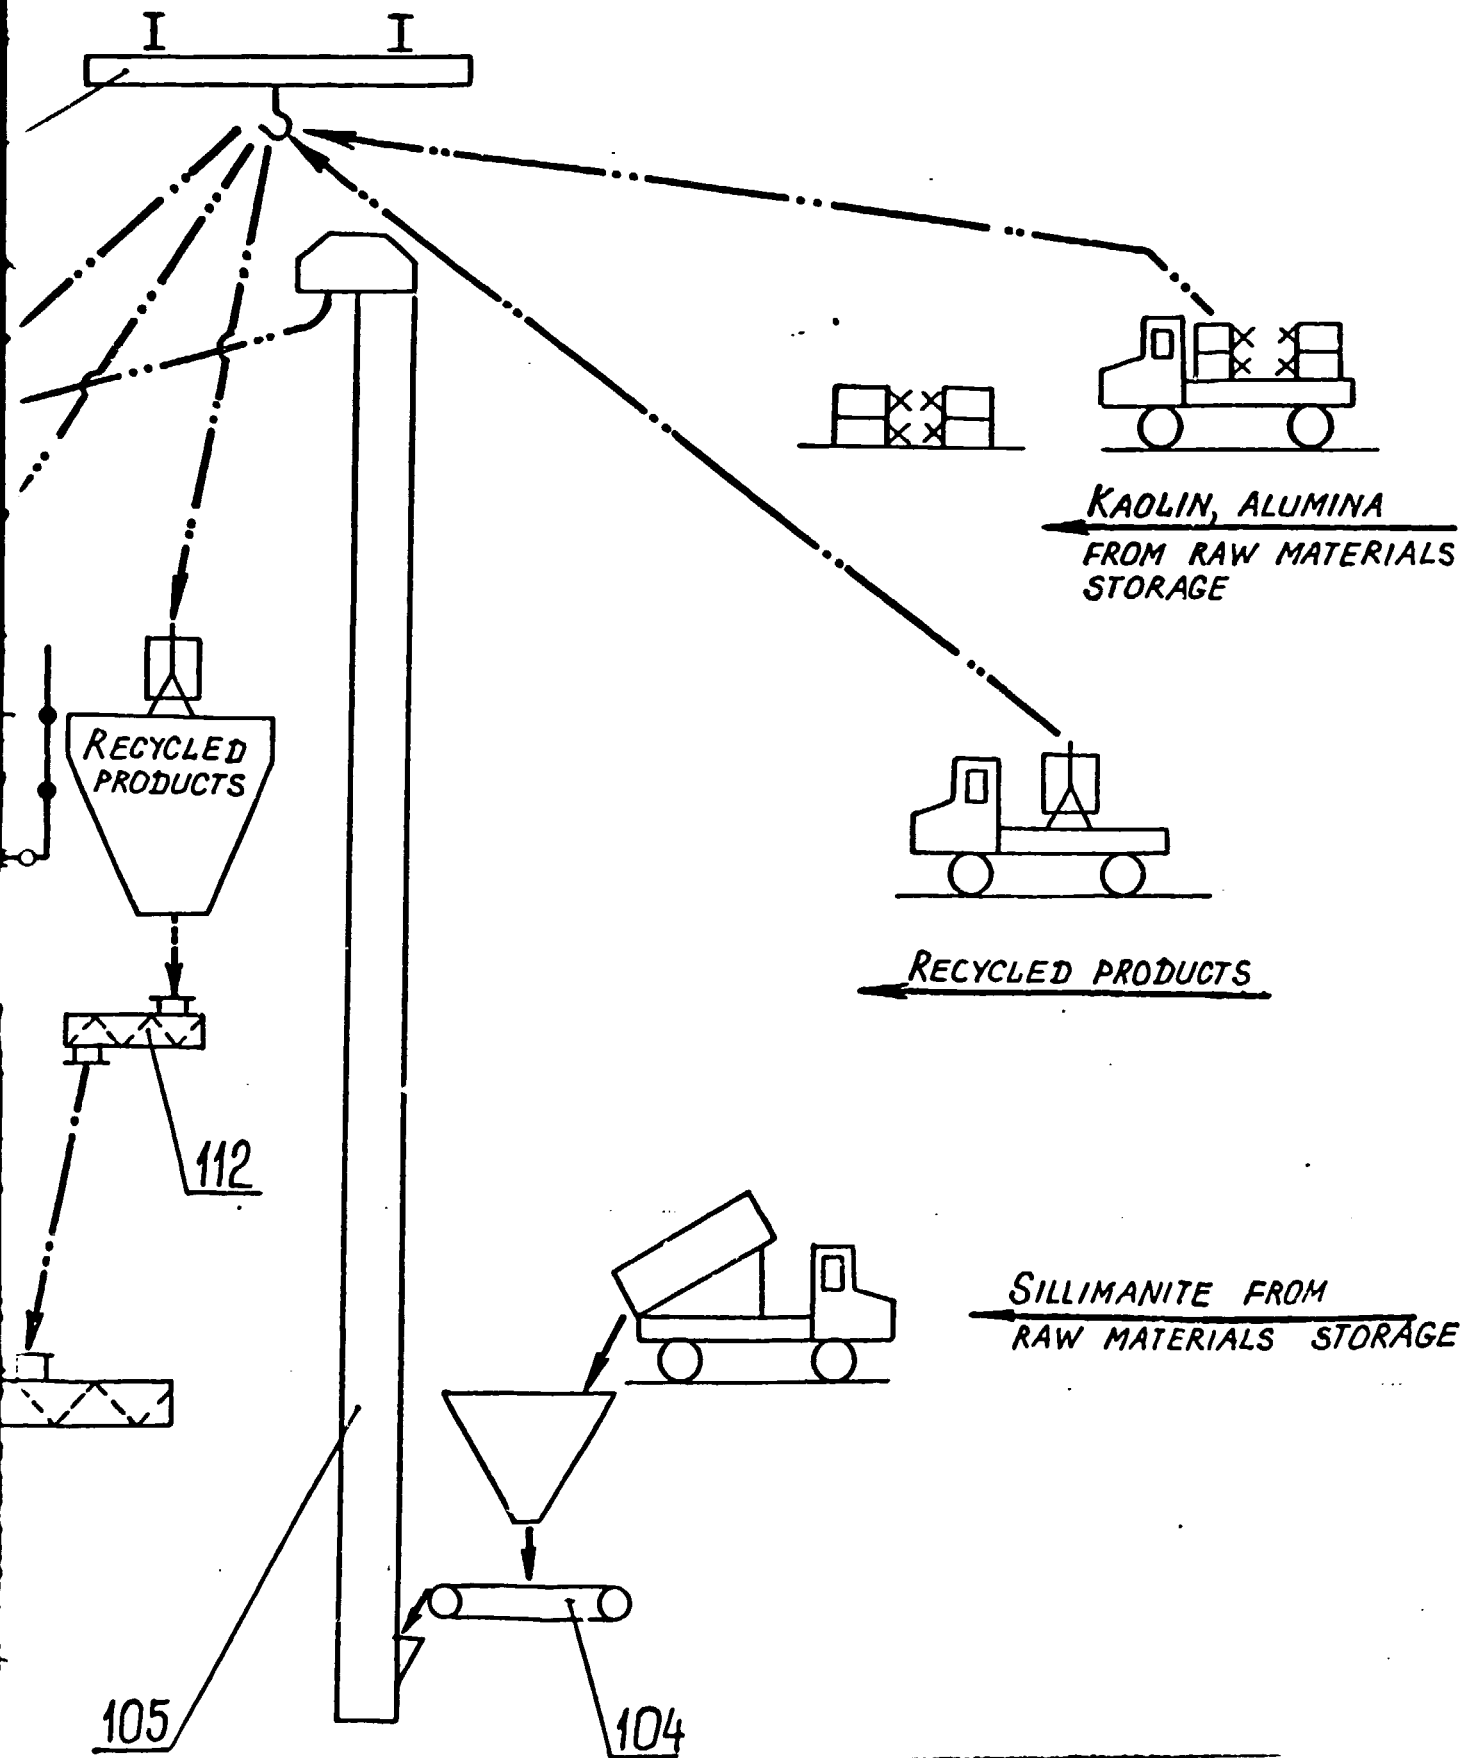 KAOLIN, ALUMINA
FROM RAW MATERIALS
STORAGE
RECYCLED
PRODUCTS
RECYCLED PRODUCTS
112
SILLIMANITE FROM
RAW MATERIALS STORAGE
105
104